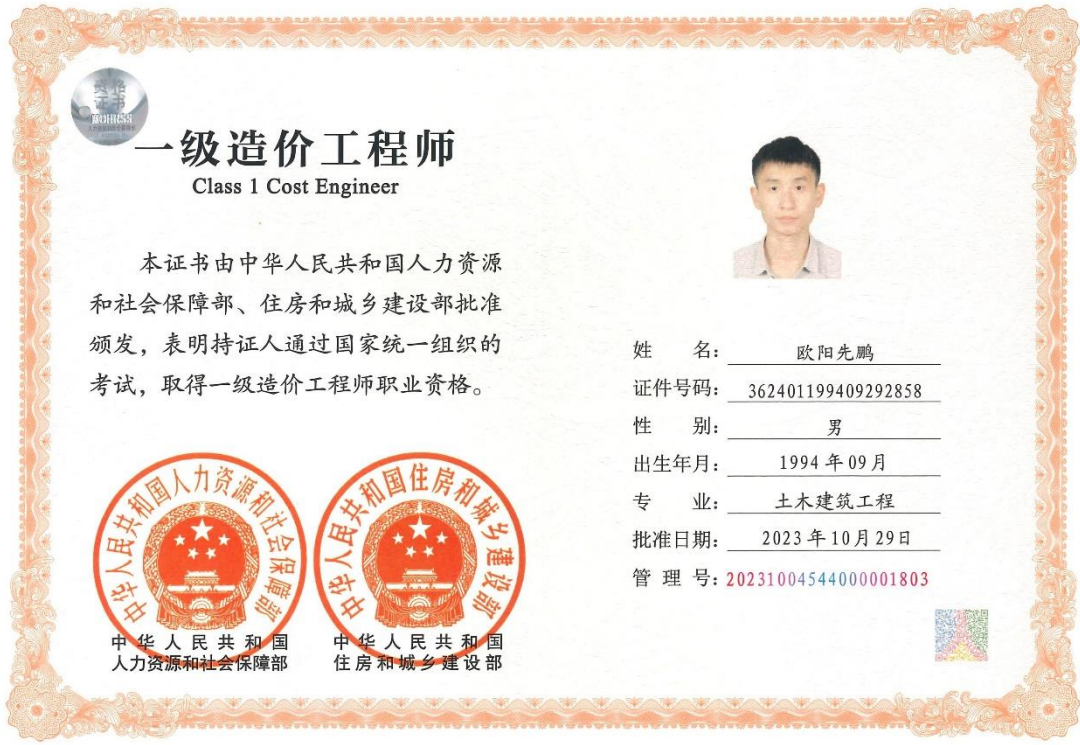 资格
证书
MOHRSS
一级造价工程师
Class 1 Cost Engineer
本证书由中华人民共和国人力资源
和社会保障部、住房和城乡建设部批准
颁发，表明持证人通过国家统一组织的
考试，取得一级造价工程师职业资格。
中华人民共和国人力资源和社会保障部
中华人民共和国住房和城乡建设部
中华人民共和国
人力资源和社会保障部
中华人民共和国
住房和城乡建设部
姓名：欧阳先鹏
证件号码：362401199409292858
性别：男
出生年月：1994年09月
专业：土木建筑工程
批准日期：2023年10月29日
管理号：20231004544000001803